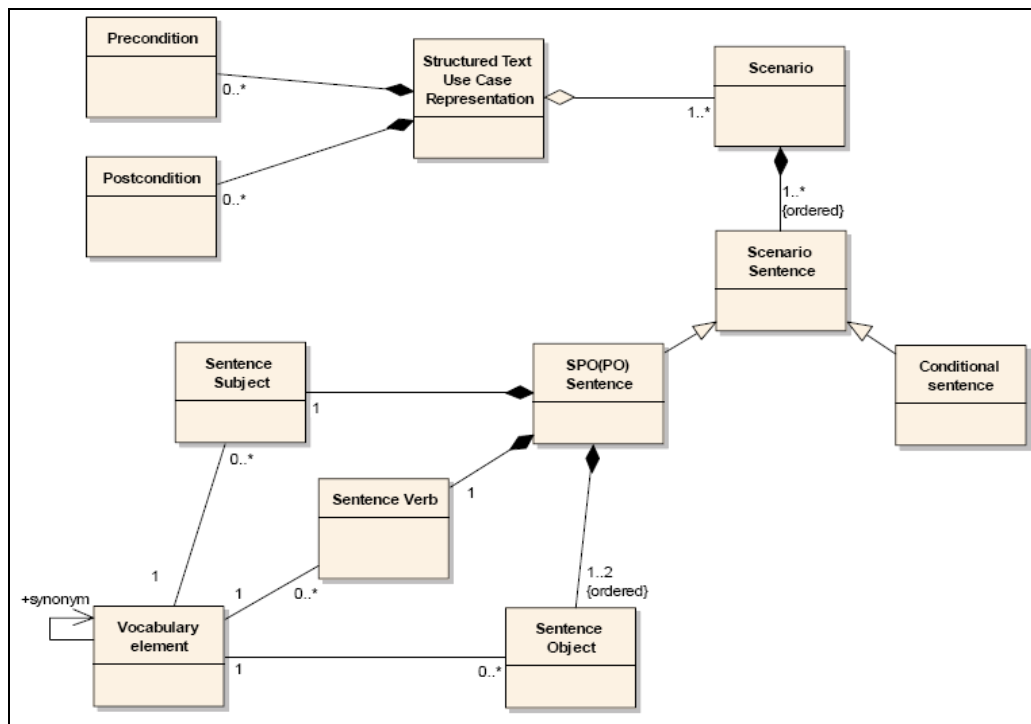 Precondition
Structured Text
Use Case
Representation
Scenario
0..*
1..*
Postcondition
0..*
1..*
{ordered}
Scenario
Sentence
Sentence
Subject
SPO(PO)
Sentence
Conditional
sentence
1
0..*
Sentence Verb
1
1..2
{ordered}
1
1
0..*
+synonym
Vocabulary
element
Sentence
Object
1
0..*